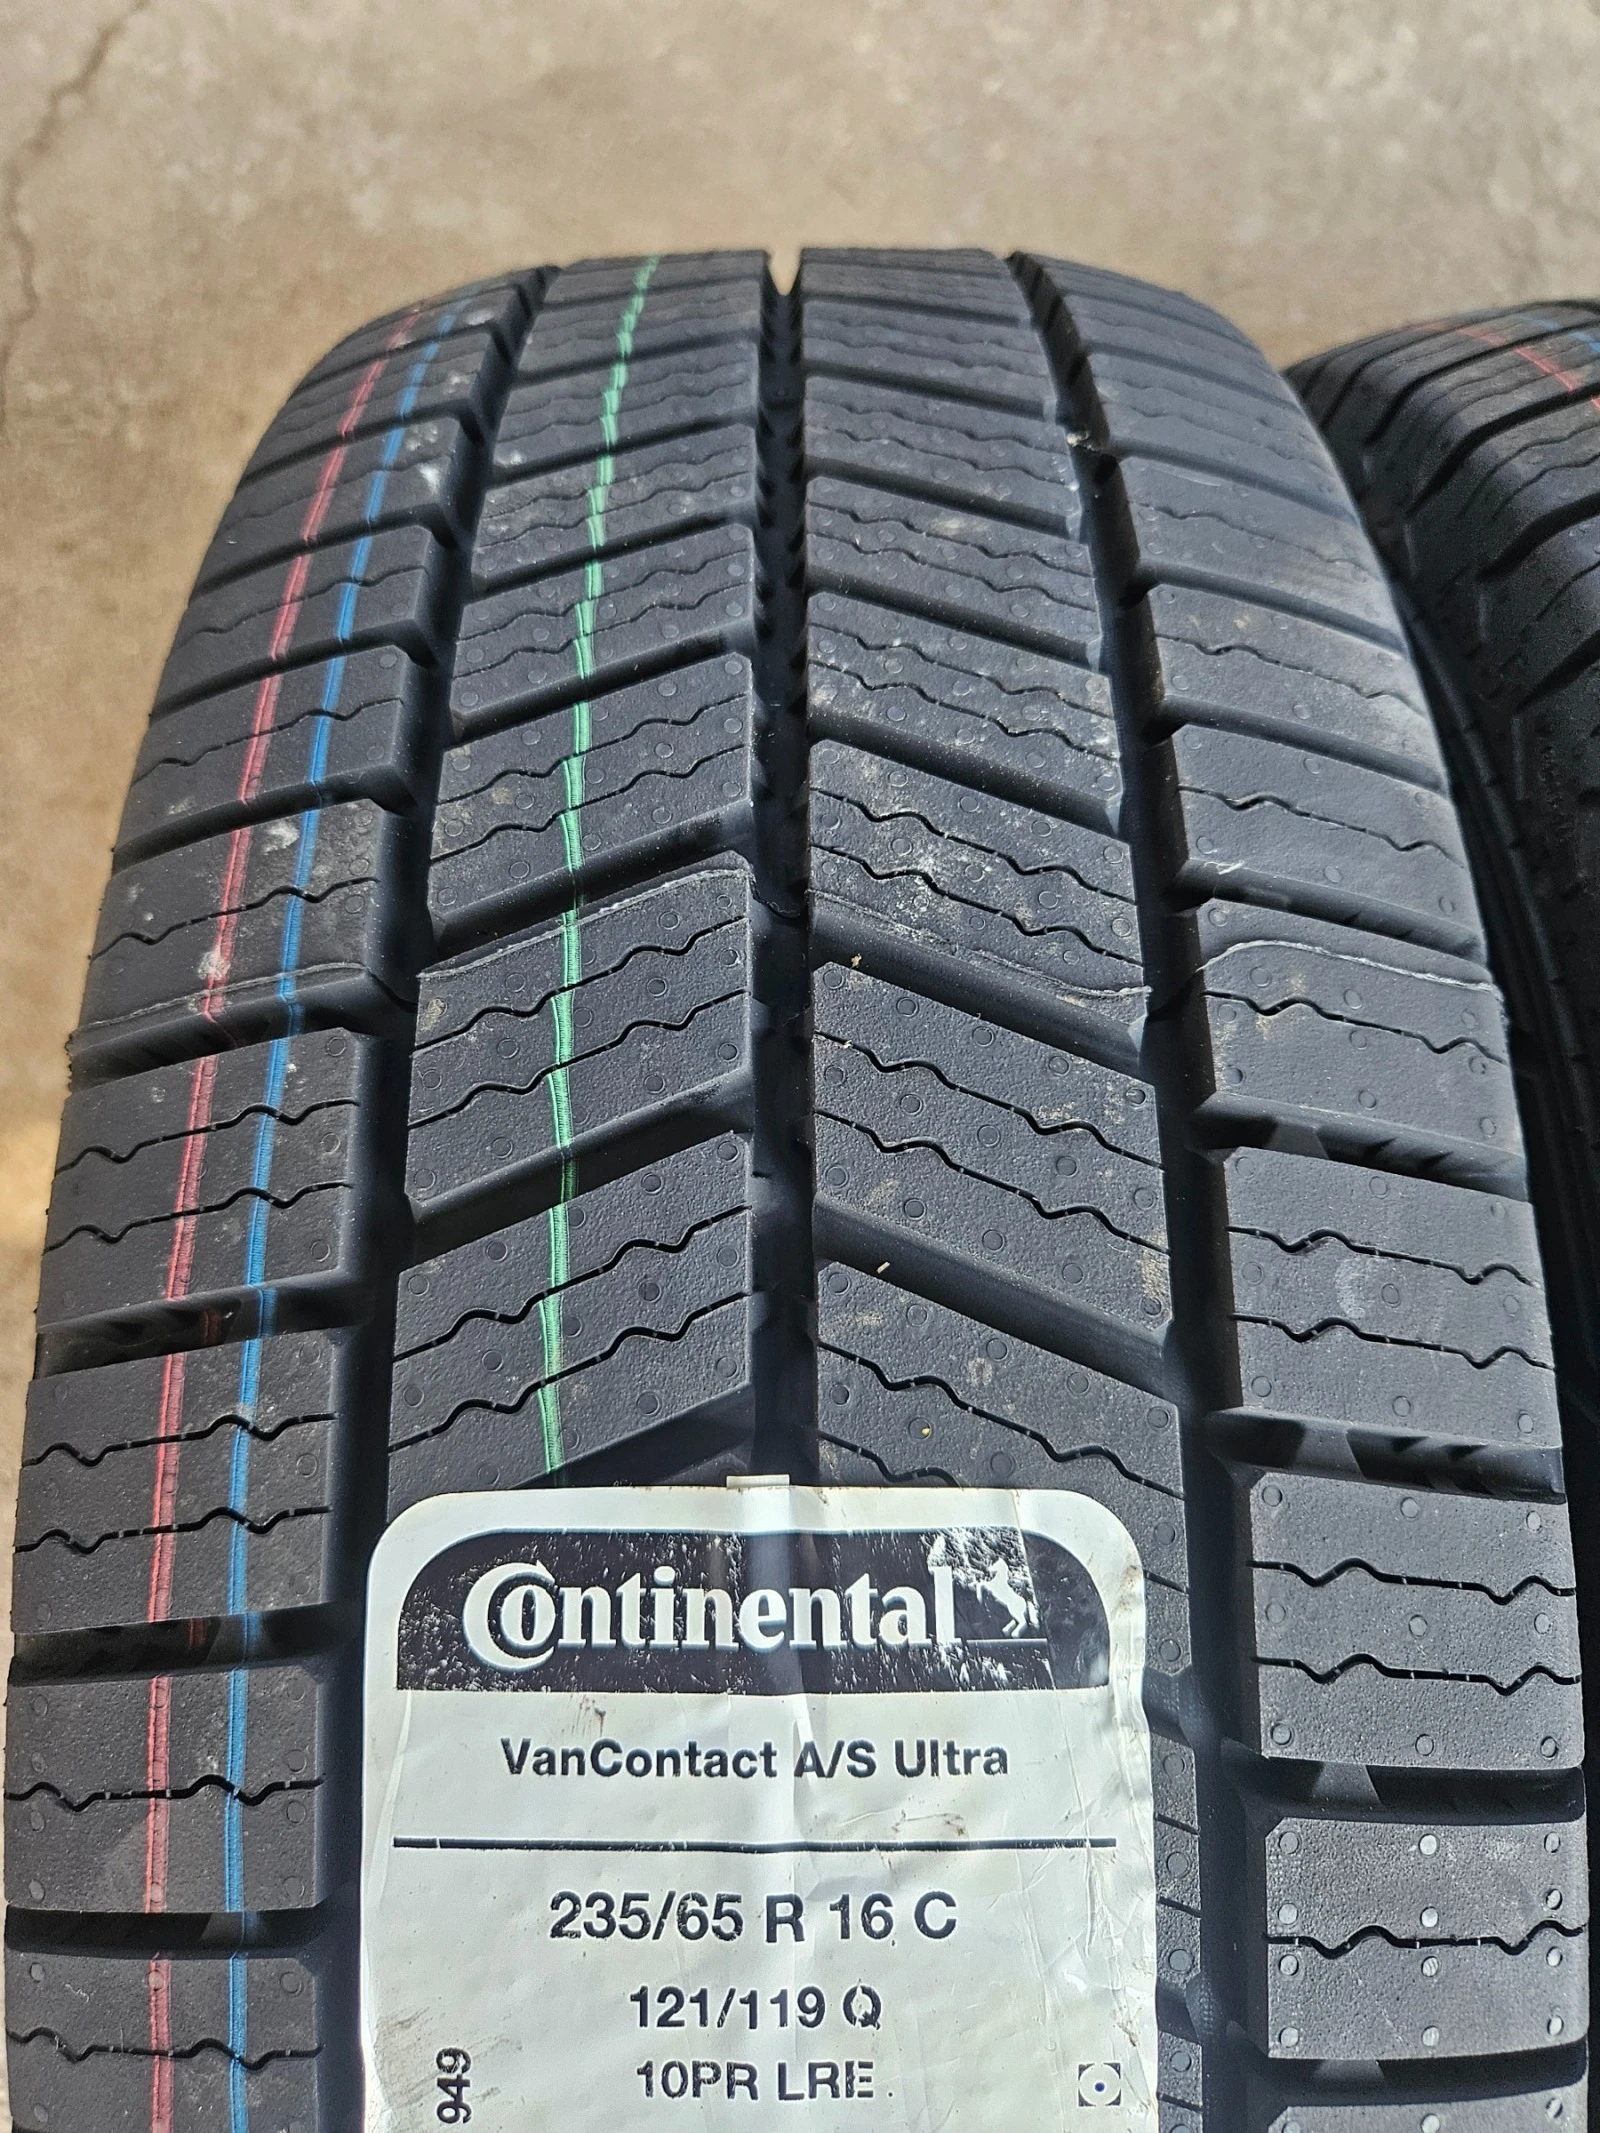 Continental
VanContact A/S Ultra
235/65 R 16 C
121/119 Q
10PR LRE
949